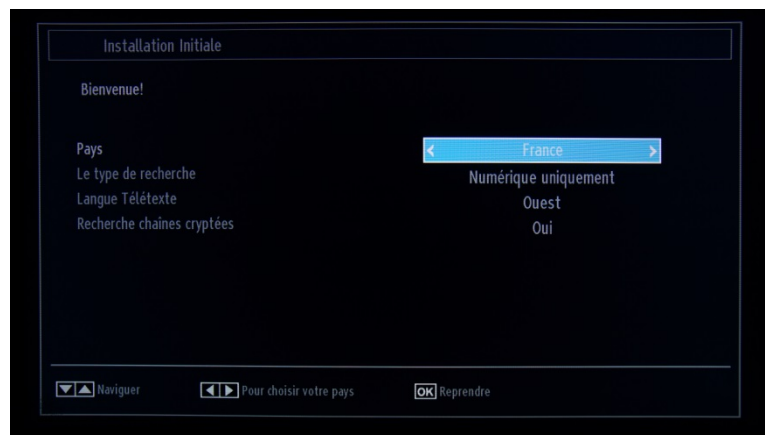 Installation Initiale
Bienvenue!
Pays France
Le type de recherche Numérique uniquement
Langue Télétexte Ouest
Recherche chaînes cryptées Oui
Naviguer Pour choisir votre pays OK Reprendre